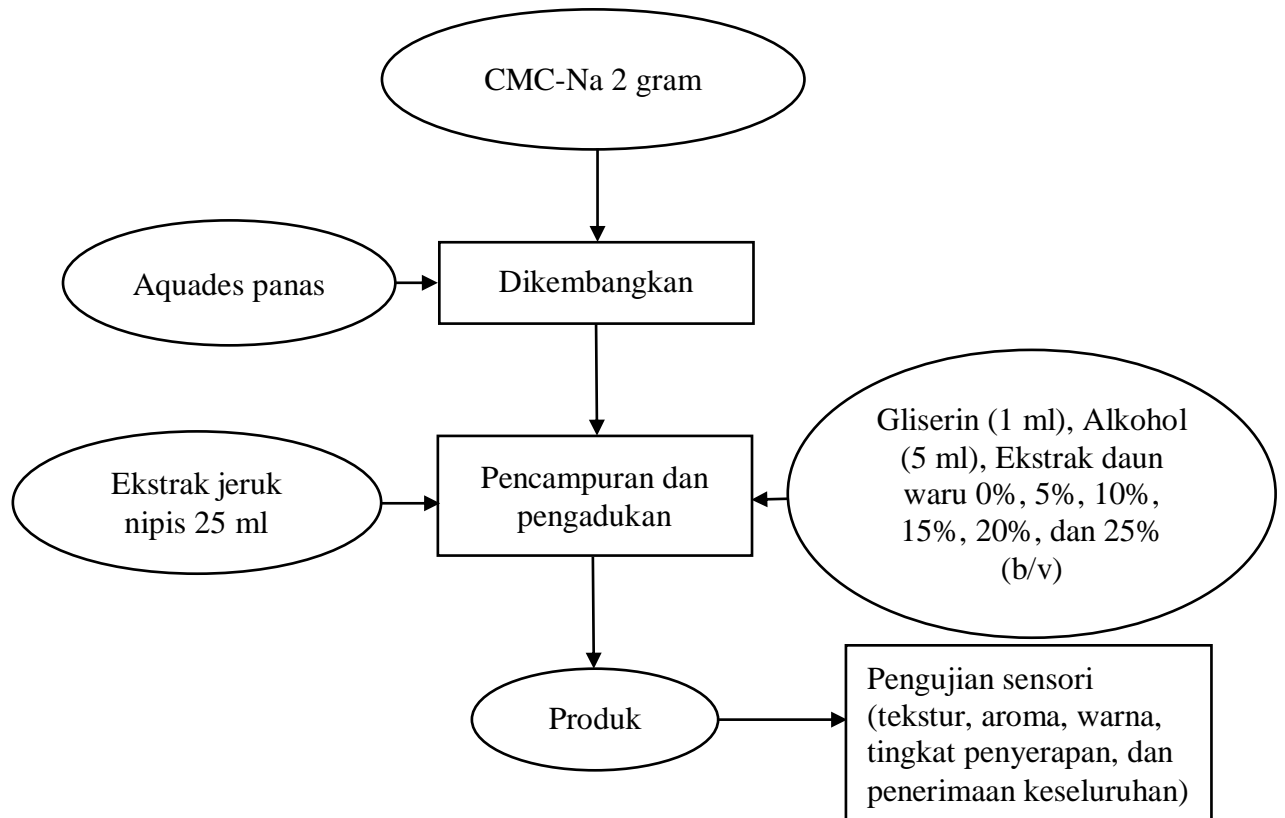 CMC-Na 2 gram
Aquades panas
Dikembangkan
Ekstrak jeruk
nipis 25 ml
Pencampuran dan
pengadukan
Gliserin (1 ml), Alkohol
(5 ml), Ekstrak daun
waru 0%, 5%, 10%,
15%, 20%, dan 25%
(b/v)
Produk
Pengujian sensori
(tekstur, aroma, warna,
tingkat penyerapan, dan
penerimaan keseluruhan)